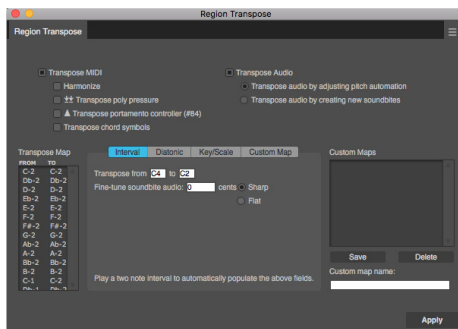 Region Transpose
Region Transpose
Transpose MIDI
Harmonize
Transpose poly pressure
Transpose portamento controller (#84)
Transpose chord symbols
Transpose Audio
Transpose audio by adjusting pitch automation
Transpose audio by creating new soundbites
Transpose Map
FROM TO
C-2 C-2
Db-2 Db-2
D-2 D-2
Eb-2 Eb-2
E-2 E-2
F-2 F-2
F#-2 F#-2
G-2 G-2
Ab-2 Ab-2
A-2 A-2
Bb-2 Bb-2
B-2 B-2
C-1 C-2
Db-1 Db-2
Interval Diatonic Key/Scale Custom Map
Transpose from C4 to C2
Fine-tune soundbite audio: 0 cents Sharp
Flat
Play a two note interval to automatically populate the above fields.
Custom Maps
Save Delete
Custom map name:
Apply